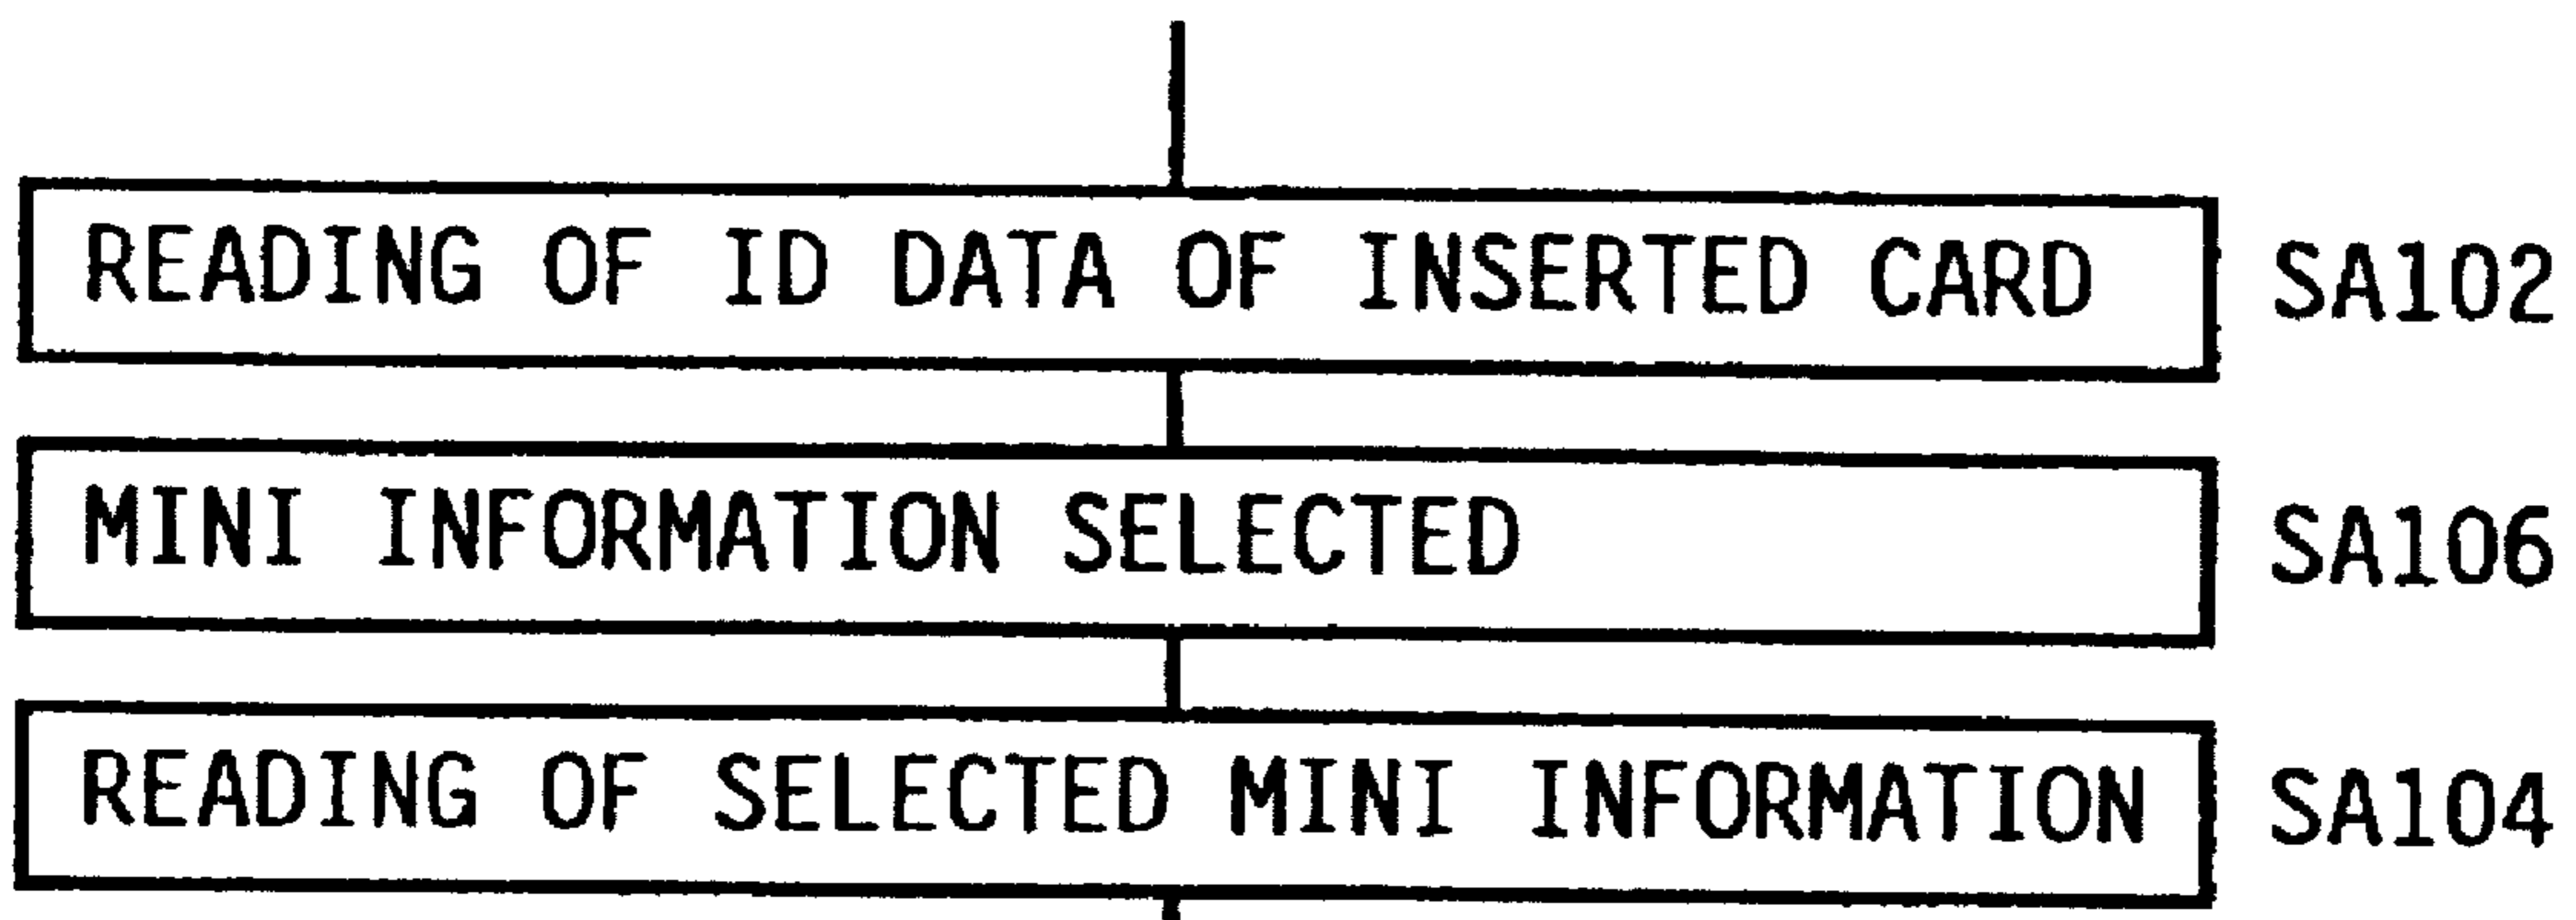 READING OF ID DATA OF INSERTED CARD SA102
MINI INFORMATION SELECTED SA106
READING OF SELECTED MINI INFORMATION SA104